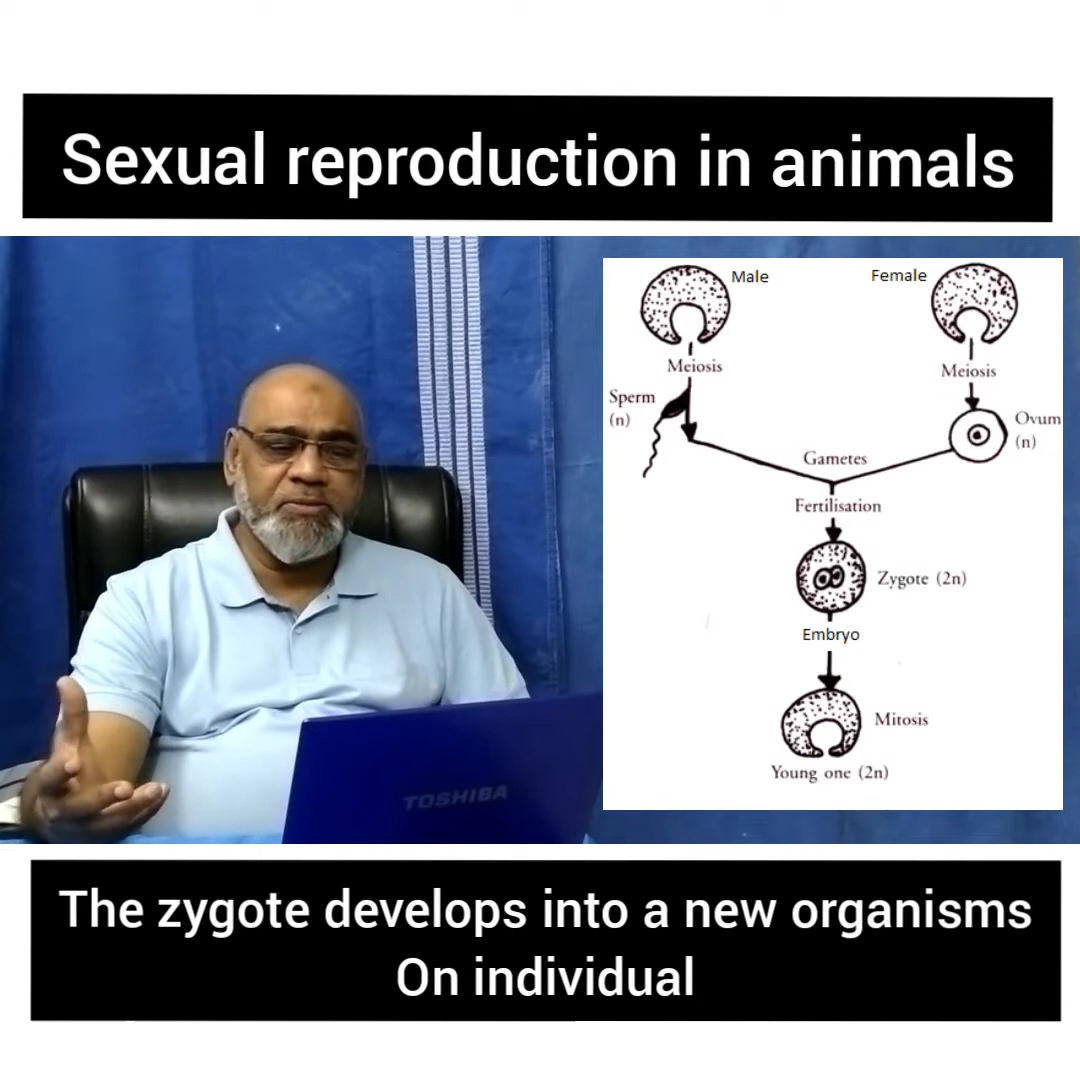 Sexual reproduction in animals
Male
Female
Meiosis
Meiosis
Sperm
(n)
Ovum
(n)
Gametes
Fertilisation
Zygote (2n)
Embryo
Mitosis
Young one (2n)
TOSHIBA
The zygote develops into a new organisms
On individual